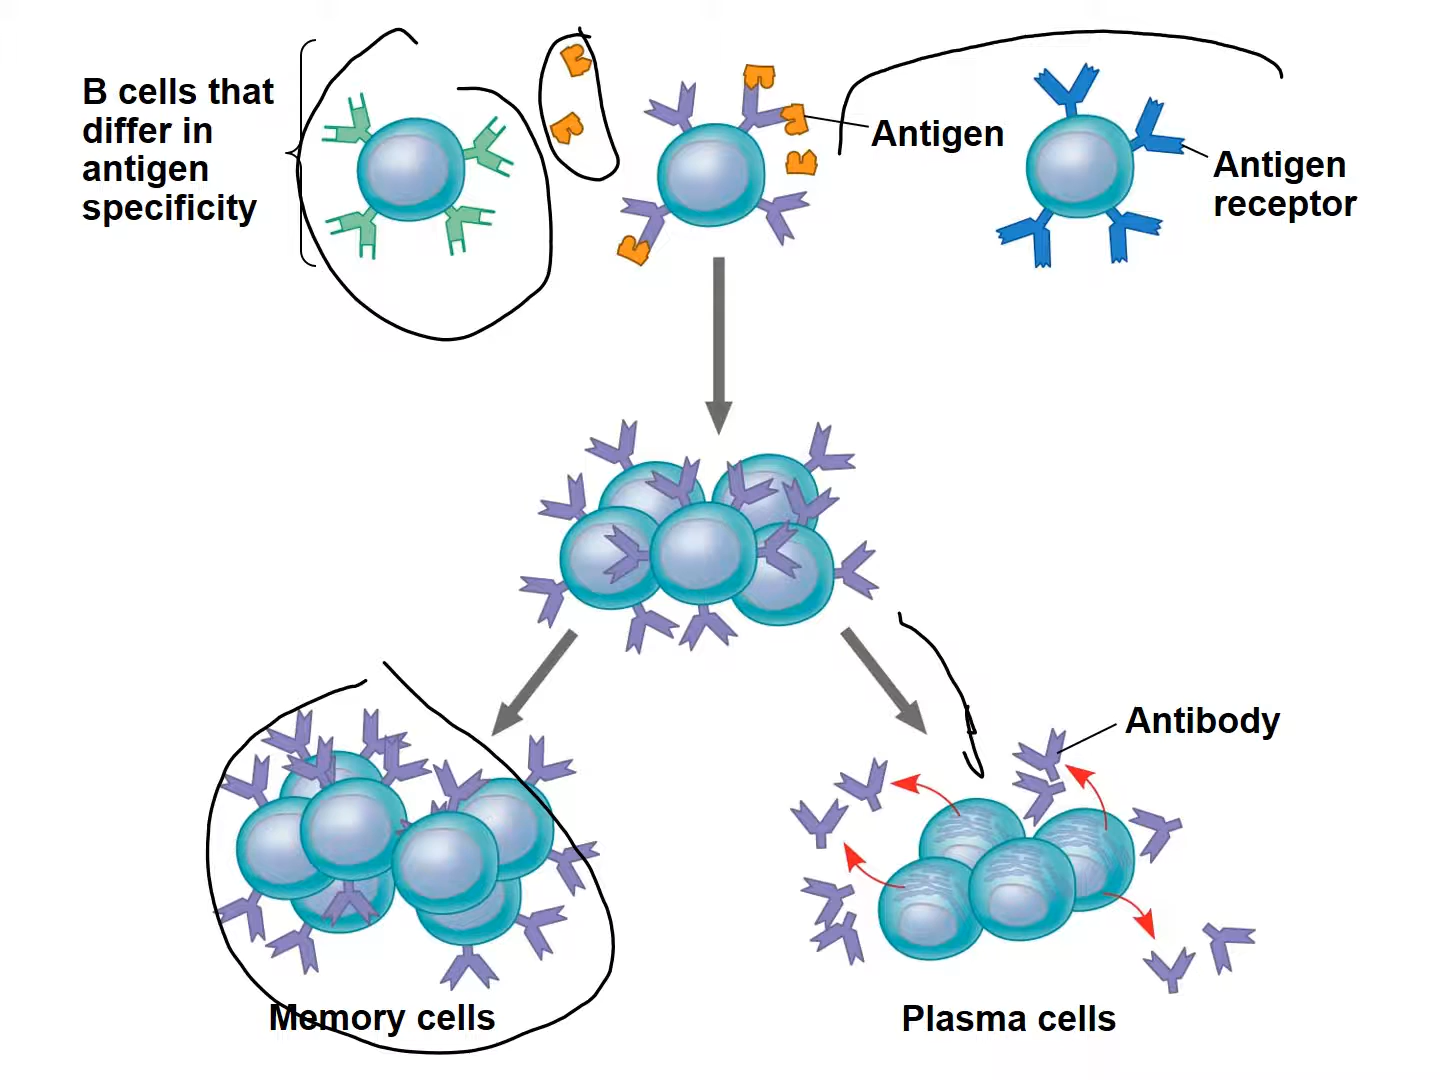 B cells that
differ in
antigen
specificity
Antigen
Antigen
receptor
Antibody
Memory cells
Plasma cells